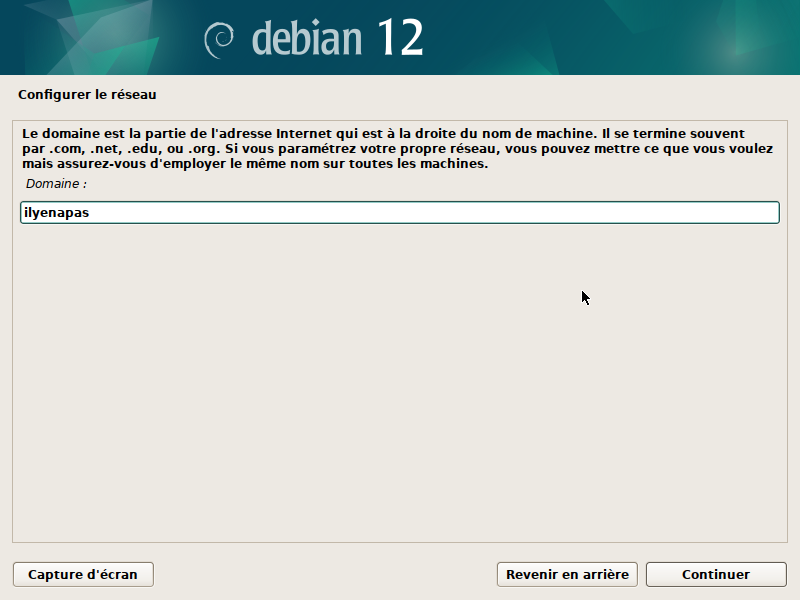 debian 12
Configurer le réseau
Le domaine est la partie de l'adresse Internet qui est à la droite du nom de machine. Il se termine souvent
par .com, .net, .edu, ou .org. Si vous paramétrez votre propre réseau, vous pouvez mettre ce que vous voulez
mais assurez-vous d'employer le même nom sur toutes les machines.
Domaine :
ilyenapas
Capture d'écran
Revenir en arrière
Continuer